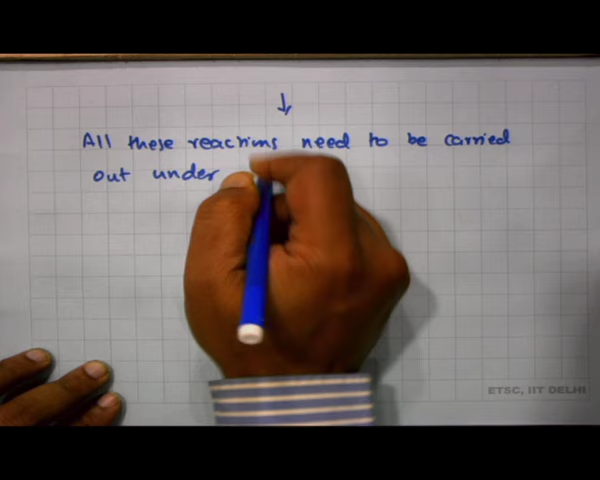 All these reactions need to be carried
out under
ETSC, IIT DELHI